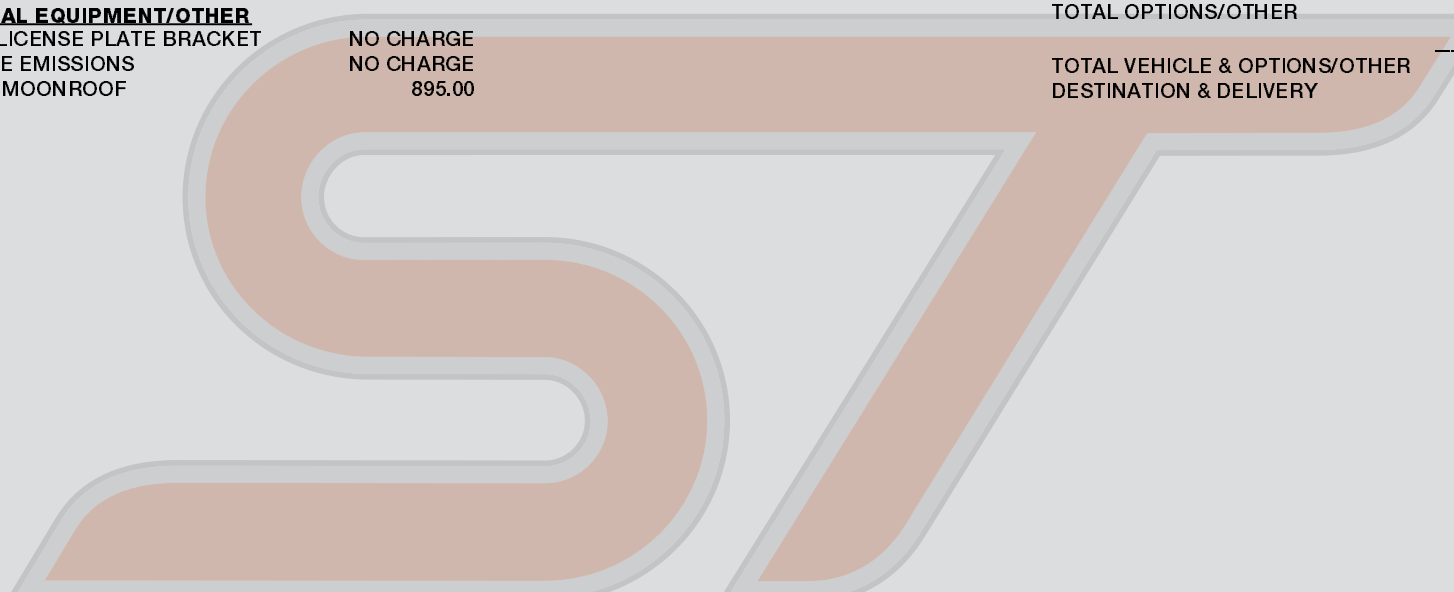 AL EQUIPMENT/OTHER
LICENSE PLATE BRACKET NO CHARGE
E EMISSIONS NO CHARGE
MOONROOF 895.00
TOTAL OPTIONS/OTHER
TOTAL VEHICLE & OPTIONS/OTHER
DESTINATION & DELIVERY
ST